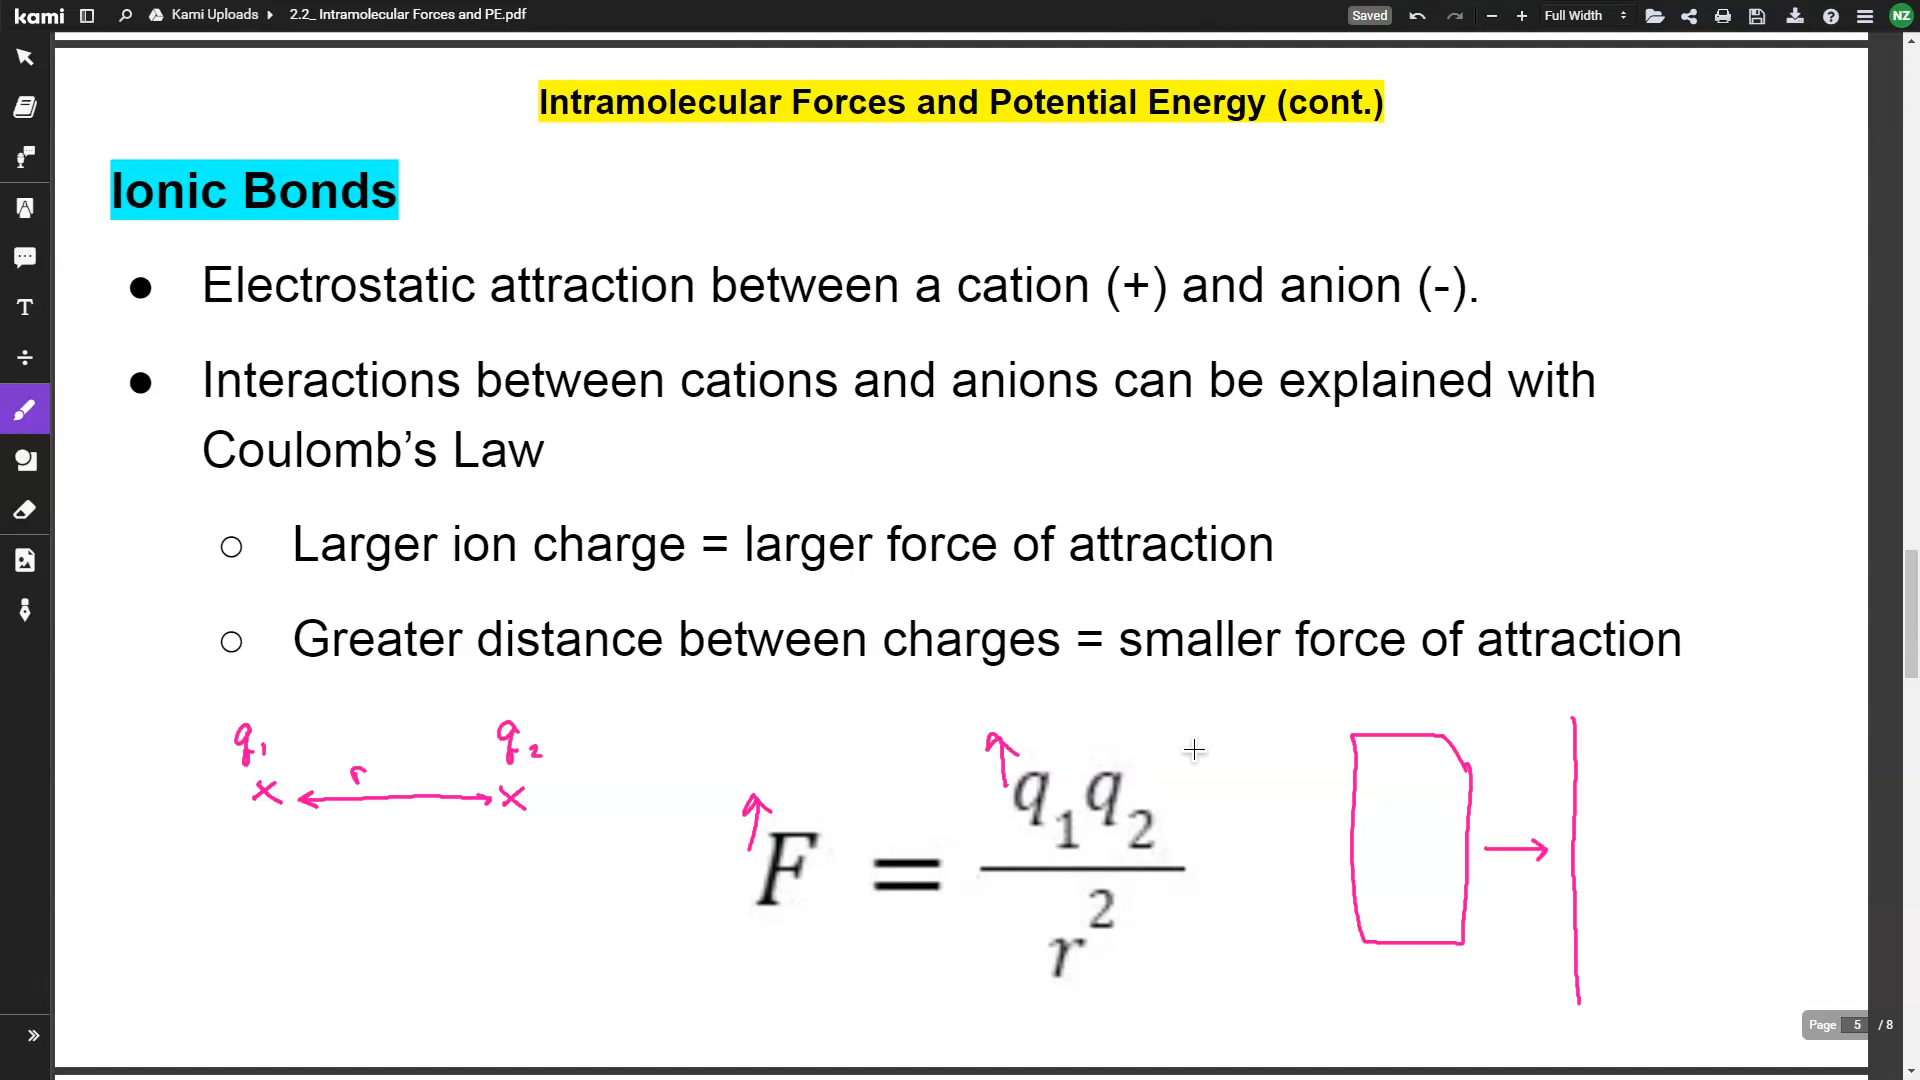 kami Kami Uploads 2.2_ Intramolecular Forces and PE.pdf Saved Full Width NZ
Intramolecular Forces and Potential Energy (cont.)
Ionic Bonds
● Electrostatic attraction between a cation (+) and anion (-).
● Interactions between cations and anions can be explained with
Coulomb’s Law
○ Larger ion charge = larger force of attraction
○ Greater distance between charges = smaller force of attraction
q₁ q₂
x r x
F = q₁q₂ / r²
Page 5 / 8